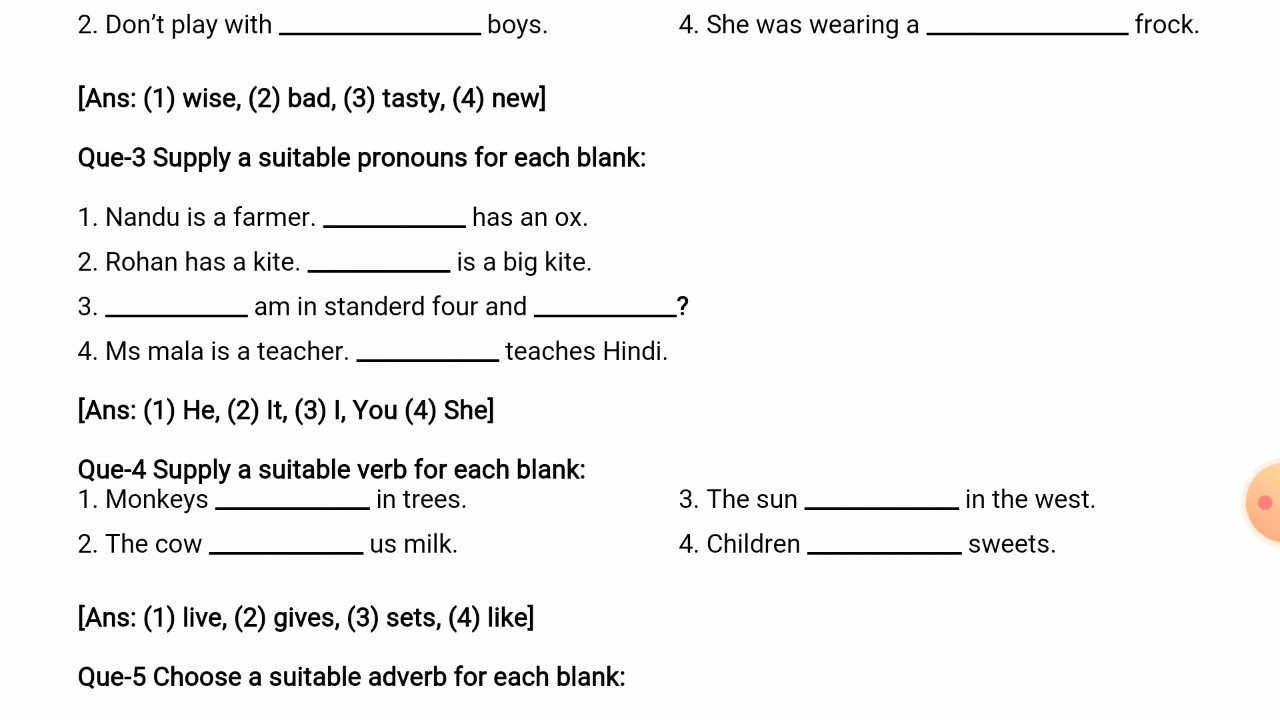 2. Don’t play with _______________ boys. 4. She was wearing a _______________ frock.
[Ans: (1) wise, (2) bad, (3) tasty, (4) new]
Que-3 Supply a suitable pronouns for each blank:
1. Nandu is a farmer. ___________ has an ox.
2. Rohan has a kite. ___________ is a big kite.
3. ___________ am in standerd four and ___________?
4. Ms mala is a teacher. ___________ teaches Hindi.
[Ans: (1) He, (2) It, (3) I, You (4) She]
Que-4 Supply a suitable verb for each blank:
1. Monkeys ____________ in trees. 3. The sun ____________ in the west.
2. The cow ____________ us milk. 4. Children ____________ sweets.
[Ans: (1) live, (2) gives, (3) sets, (4) like]
Que-5 Choose a suitable adverb for each blank: